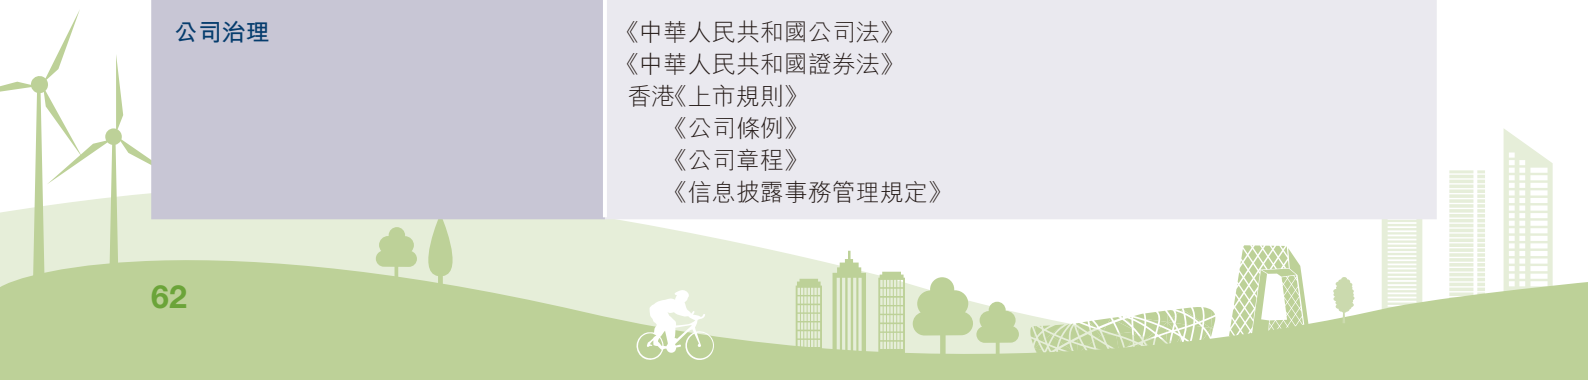 公司治理
《中華人民共和國公司法》
《中華人民共和國證券法》
香港《上市規則》
《公司條例》
《公司章程》
《信息披露事務管理規定》
62